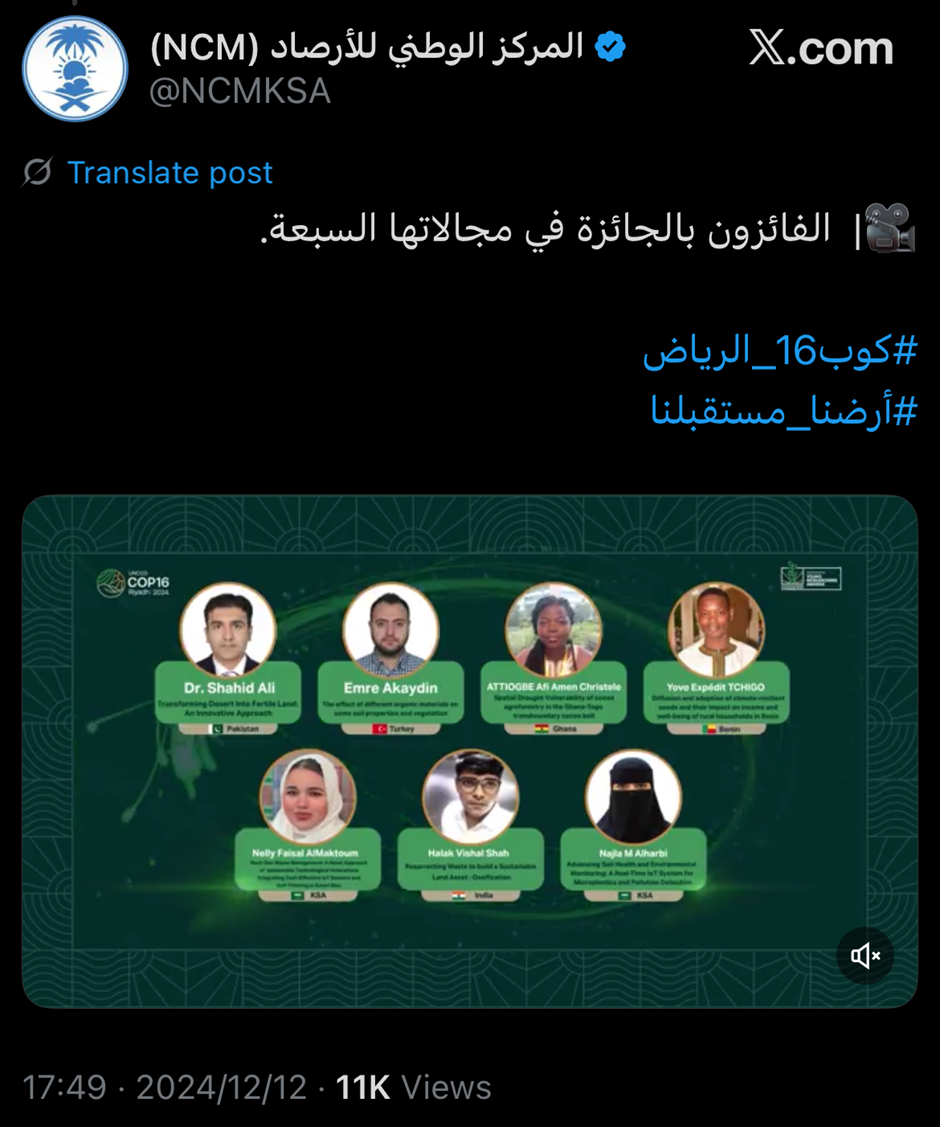 المركز الوطني للأرصاد (NCM)
X.com
@NCMKSA
Translate post
| الفائزون بالجائزة في مجالاتها السبعة.
#كوب16_الرياض
#أرضنا_مستقبلنا
UNCCD
COP16
Riyadh 2024
YOUNG
RESEARCHERS
AWARDS
Dr. Shahid Ali
Transforming Desert Into Fertile Land:
An Innovative Approach
Pakistan
Emre Akaydin
The effect of different organic materials on
some soil properties and vegetation
Turkey
ATTIOGBE Afi Amen Christele
Spatial Drought Vulnerability of cocoa
agroforestry in the Ghana-Togo
transboundary cocoa belt
Ghana
Yovo Expédit TCHIGO
Diffusion and adoption of climate-resilient
seeds and their impact on income and
well-being of rural households in Benin
Benin
Nelly Faisal AlMaktoum
KSA
Halak Vishal Shah
Resurrecting Waste to build a Sustainable
Land Asset :
India
Najla M Alharbi
Advancing Soil Health and Environmental
Monitoring: A Real-Time IoT System for
Microplastics and Pollutions Detection
KSA
17:49 · 2024/12/12 · 11K Views